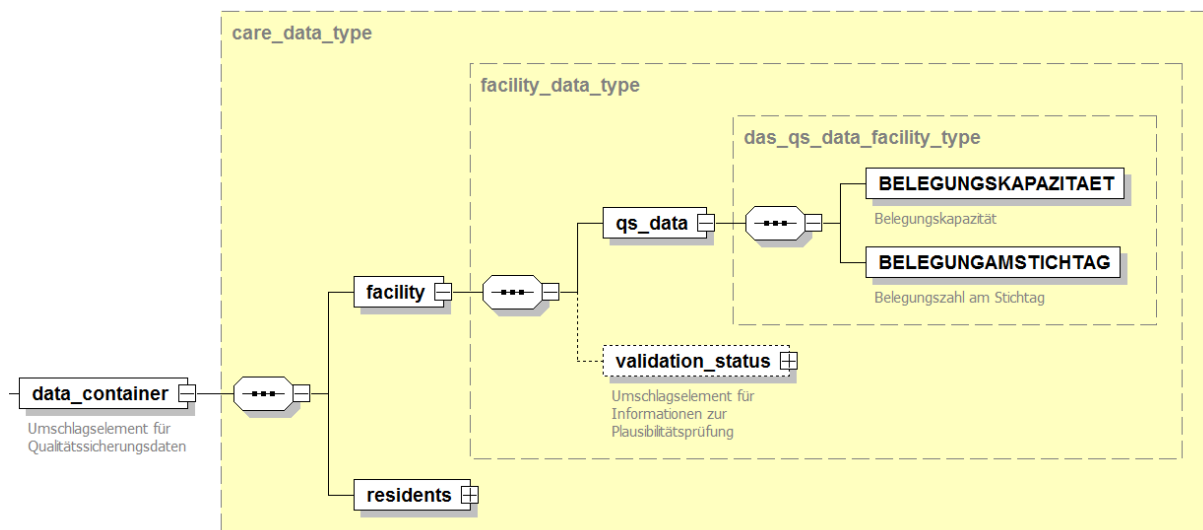 care_data_type
facility_data_type
das_qs_data_facility_type
BELEGUNGSKAPAZITAET
Belegungskapazität
qs_data
BELEGUNGAMSTICHTAG
Belegungszahl am Stichtag
facility
validation_status
Umschlagselement für
Informationen zur
Plausibilitätsprüfung
data_container
Umschlagselement für
Qualitätssicherungsdaten
residents